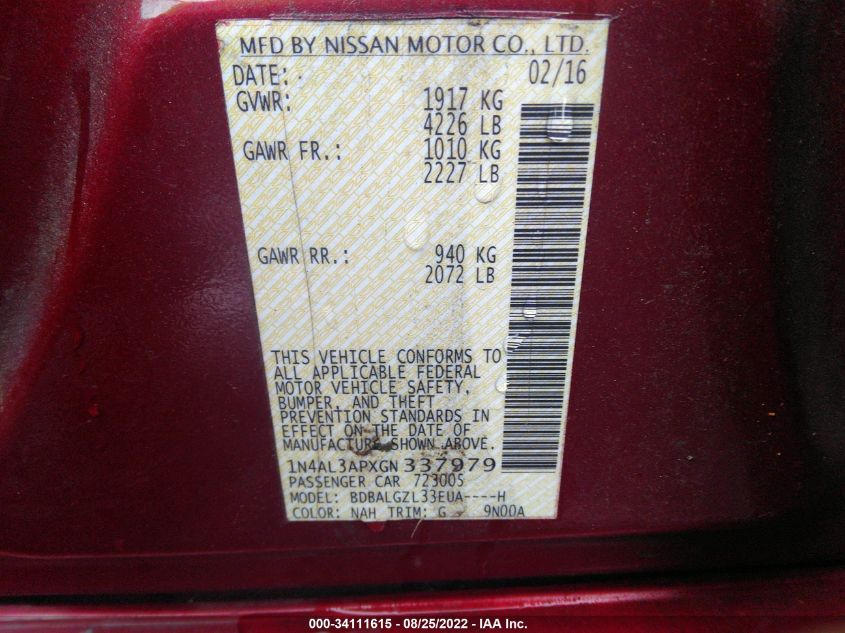 MFD BY NISSAN MOTOR CO., LTD.
DATE: 02/16
GVWR: 1917 KG
4226 LB
GAWR FR.: 1010 KG
2227 LB
GAWR RR.: 940 KG
2072 LB
THIS VEHICLE CONFORMS TO
ALL APPLICABLE FEDERAL
MOTOR VEHICLE SAFETY,
BUMPER, AND THEFT
PREVENTION STANDARDS IN
EFFECT ON THE DATE OF
MANUFACTURE SHOWN ABOVE.
1N4AL3APXGN 337979
PASSENGER CAR 723005
MODEL: BDBALGZL33EUA----H
COLOR: NAH TRIM: G 9N00A
000-34111615 - 08/25/2022 - IAA Inc.